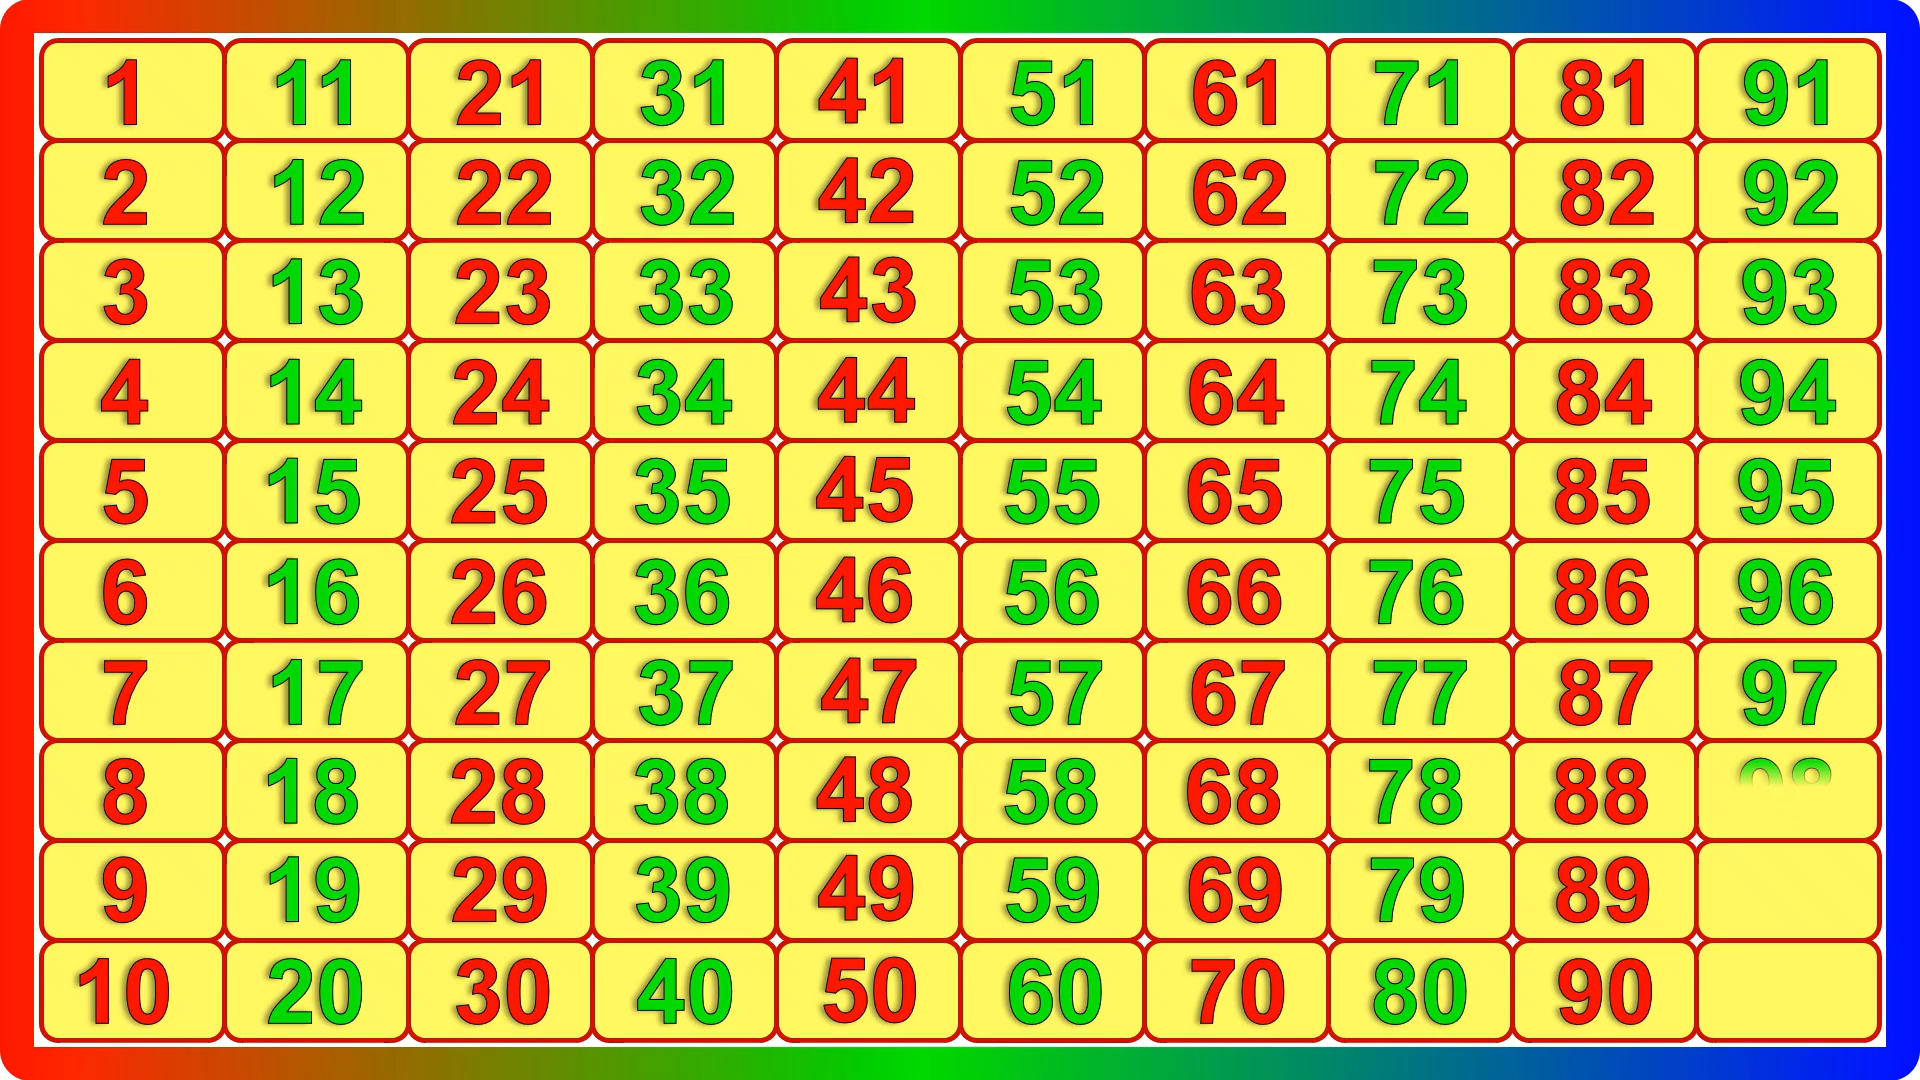 1 11 21 31 41 51 61 71 81 91
2 12 22 32 42 52 62 72 82 92
3 13 23 33 43 53 63 73 83 93
4 14 24 34 44 54 64 74 84 94
5 15 25 35 45 55 65 75 85 95
6 16 26 36 46 56 66 76 86 96
7 17 27 37 47 57 67 77 87 97
8 18 28 38 48 58 68 78 88
9 19 29 39 49 59 69 79 89
10 20 30 40 50 60 70 80 90